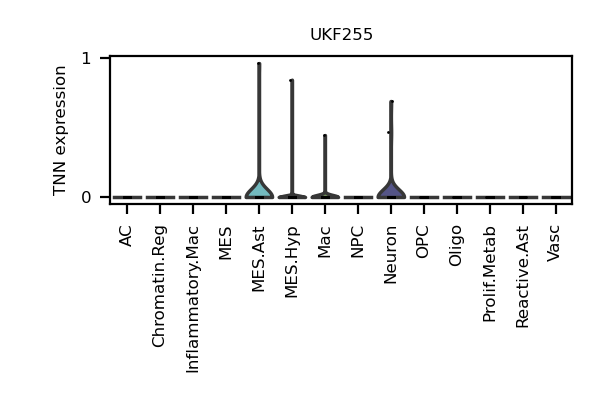 UKF255
TNN expression
1
0
AC
Chromatin.Reg
Inflammatory.Mac
MES
MES.Ast
MES.Hyp
Mac
NPC
Neuron
OPC
Oligo
Prolif.Metab
Reactive.Ast
Vasc